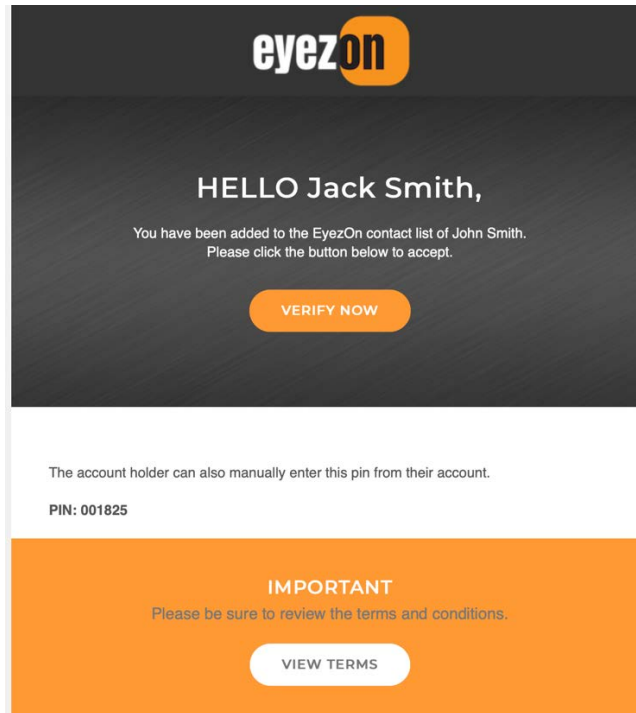 eyezon
HELLO Jack Smith,
You have been added to the EyezOn contact list of John Smith.
Please click the button below to accept.
VERIFY NOW
The account holder can also manually enter this pin from their account.
PIN: 001825
IMPORTANT
Please be sure to review the terms and conditions.
VIEW TERMS